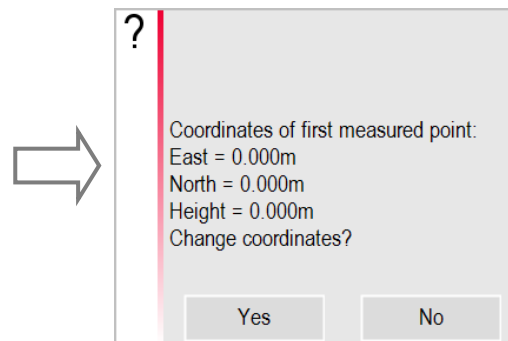 ?
Coordinates of first measured point:
East = 0.000m
North = 0.000m
Height = 0.000m
Change coordinates?
Yes No